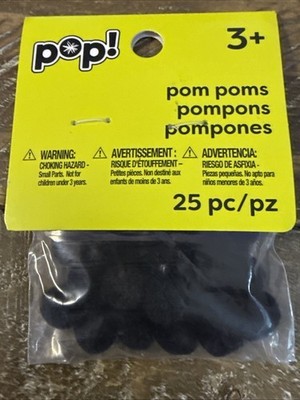 pop!
3+
pom poms
pompons
pompones
WARNING:
CHOKING HAZARD -
Small Parts. Not for
children under 3 years.
AVERTISSEMENT :
RISQUE D'ÉTOUFFEMENT –
Petites pièces. Non destiné aux
enfants de moins de 3 ans.
ADVERTENCIA:
RIESGO DE ASFIXIA -
Piezas pequeñas. No apto para
niños menores de 3 años.
25 pc/pz